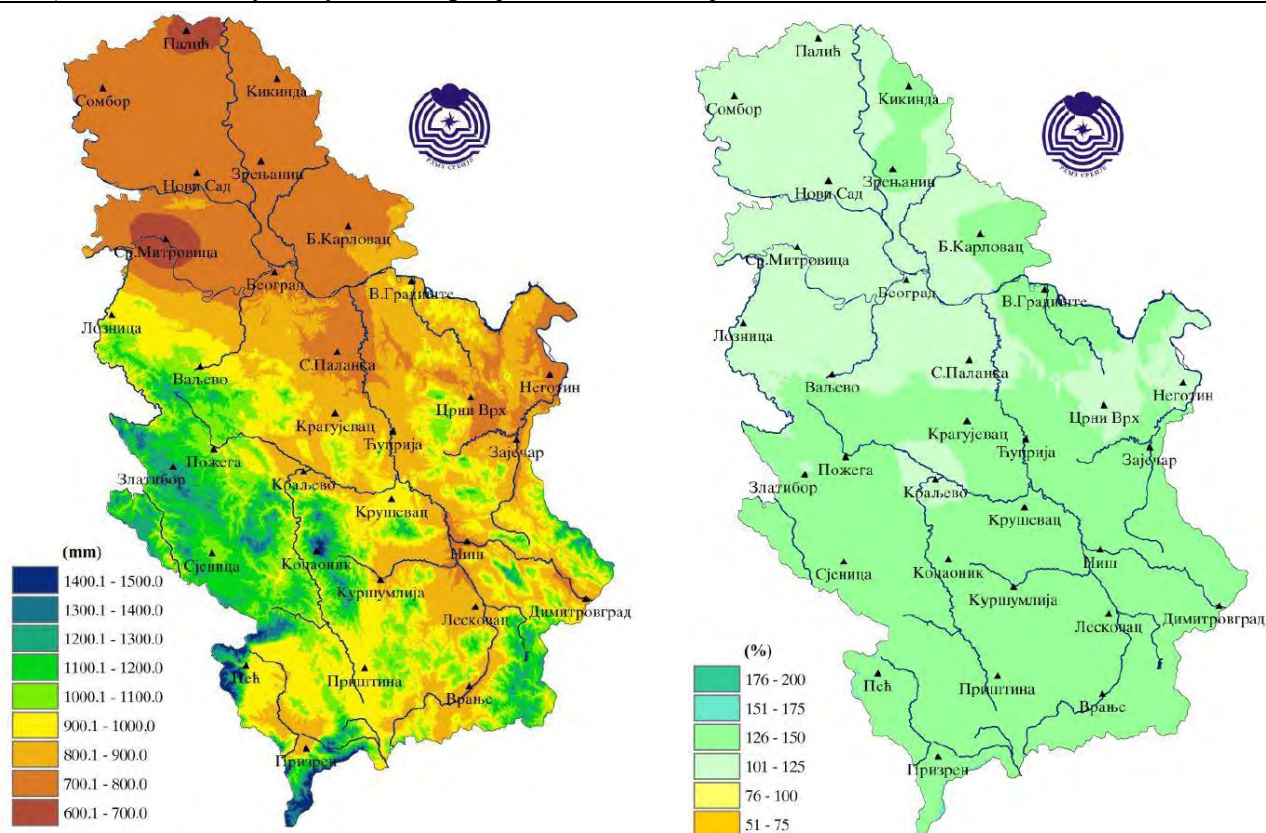 Палић
Кикинда
Сомбор
Нови Сад
Зрењанин
Ср.Митровица
Б.Карловац
Београд
В.Градиште
Лозница
Ваљево
С.Паланка
Неготин
Црни Врх
Крагујевац
Ћуприја
Зајечар
Пожега
Златибор
Краљево
Крушевац
Ниш
Сјеница
Копаоник
Куршумлија
Димитровград
Лесковац
Пећ
Приштина
Врање
Призрен
(mm)
1400.1 - 1500.0
1300.1 - 1400.0
1200.1 - 1300.0
1100.1 - 1200.0
1000.1 - 1100.0
900.1 - 1000.0
800.1 - 900.0
700.1 - 800.0
600.1 - 700.0
РХМЗ СРБИЈЕ
Палић
Кикинда
Сомбор
Нови Сад
Зрењанин
Ср.Митровица
Б.Карловац
Београд
В.Градиште
Лозница
Ваљево
С.Паланка
Неготин
Црни Врх
Крагујевац
Ћуприја
Зајечар
Пожега
Златибор
Краљево
Крушевац
Ниш
Сјеница
Копаоник
Куршумлија
Димитровград
Лесковац
Пећ
Приштина
Врање
Призрен
(%)
176 - 200
151 - 175
126 - 150
101 - 125
76 - 100
51 - 75
РХМЗ СРБИЈЕ